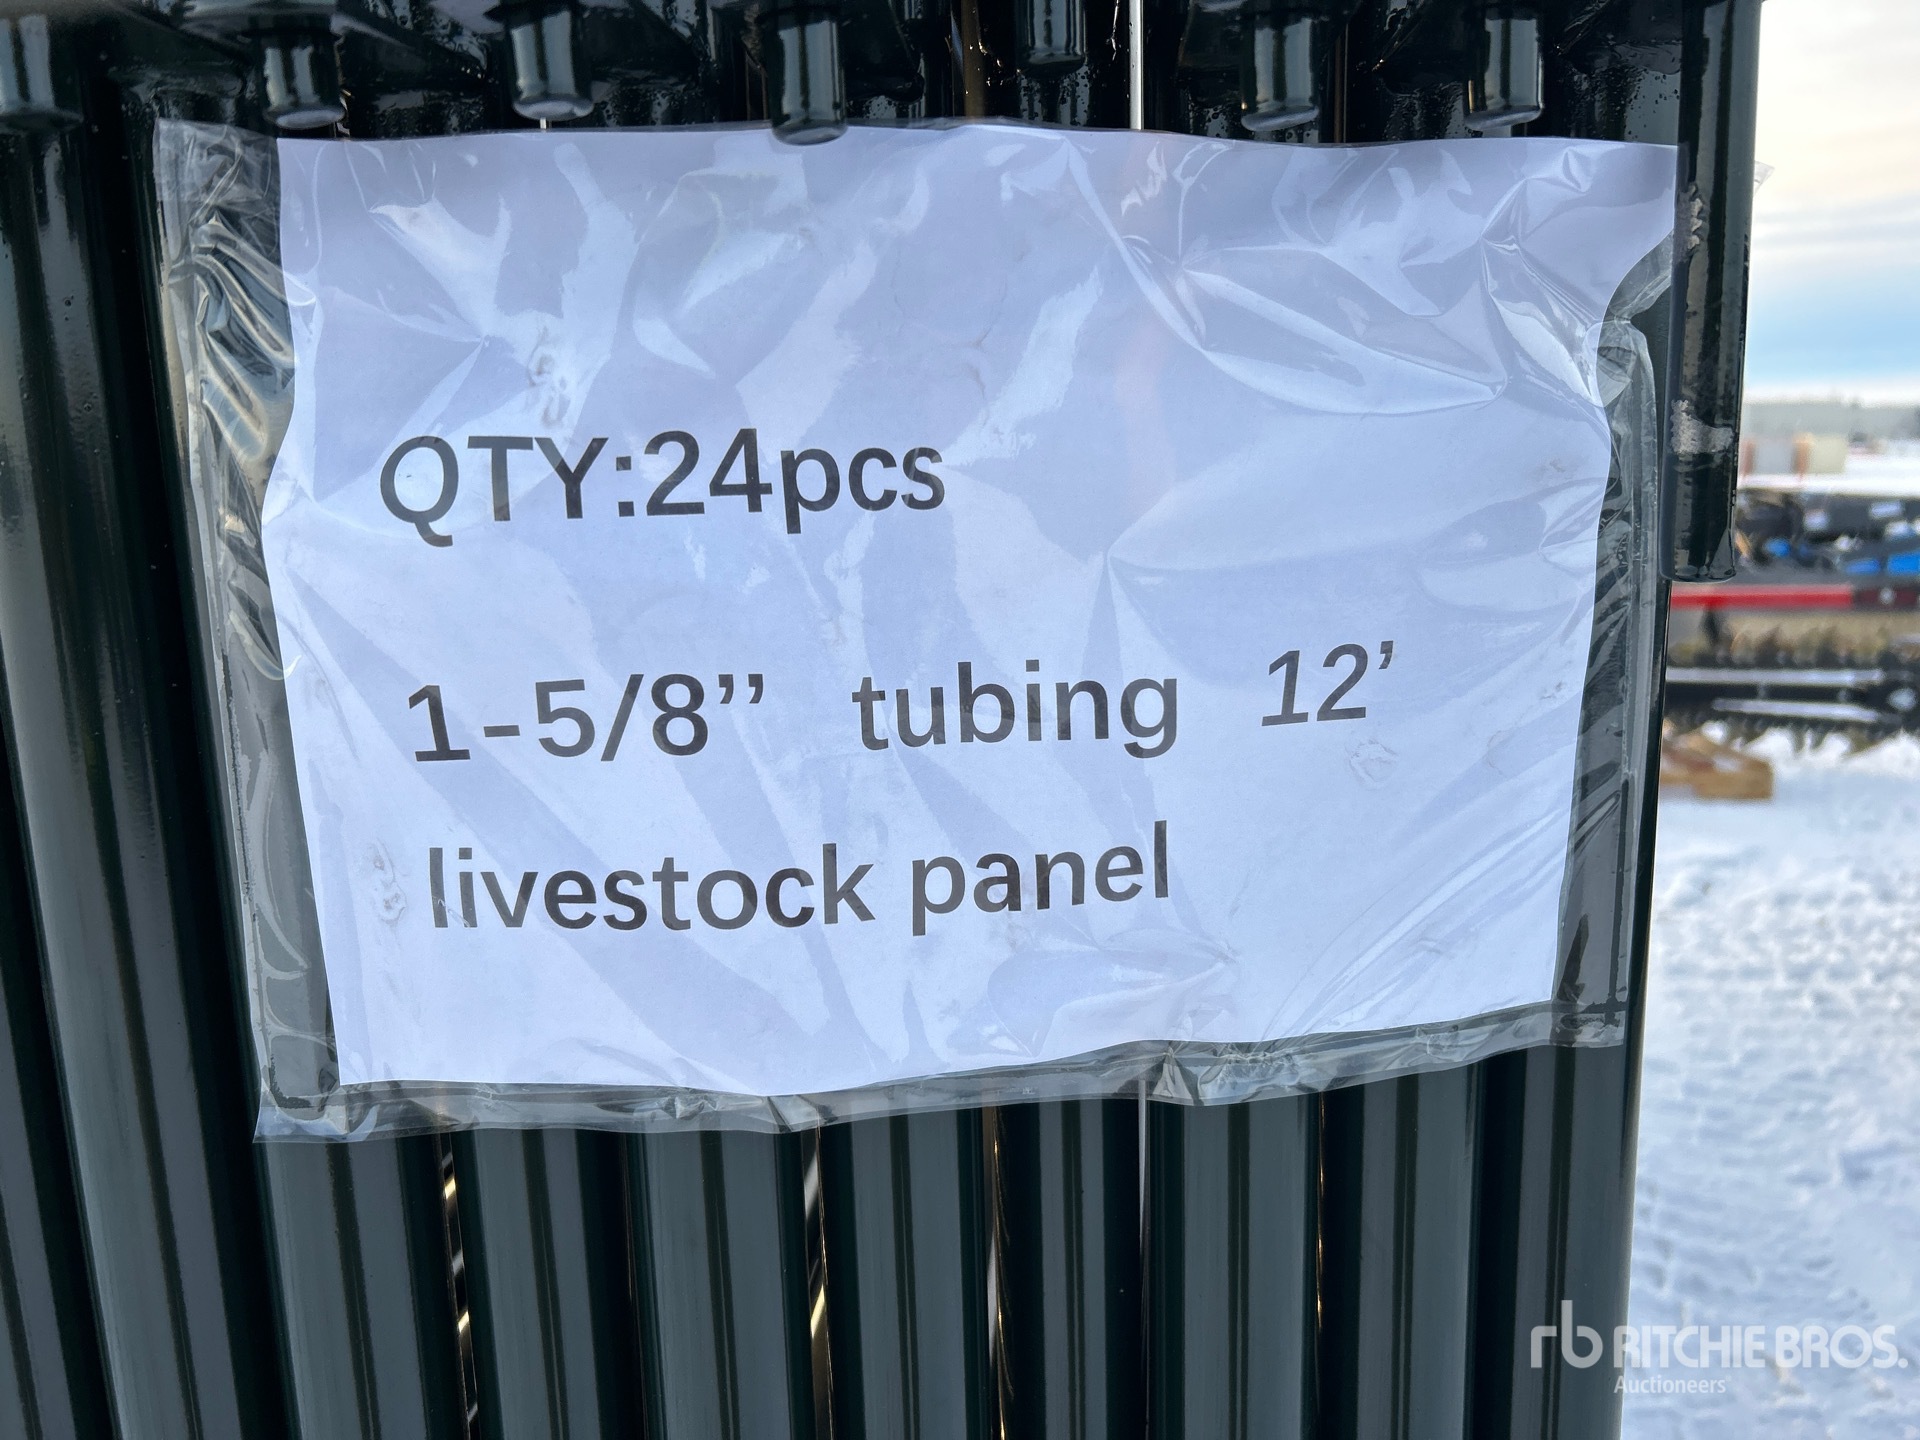 QTY:24pcs
1-5/8” tubing 12’
livestock panel
rb RITCHIE BROS.
Auctioneers